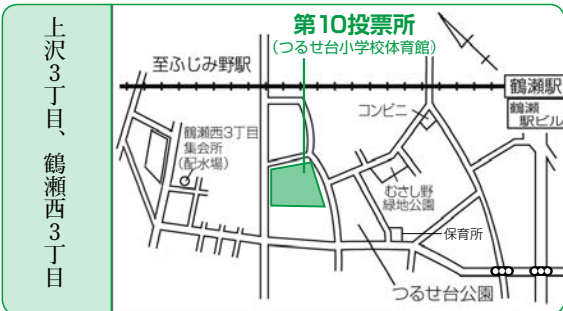 上沢3丁目、鶴瀬西3丁目
第10投票所
(つるせ台小学校体育館)
至ふじみ野駅
鶴瀬駅
鶴瀬
駅ビル
コンビニ
鶴瀬西3丁目
集会所
(配水場)
むさし野
緑地公園
保育所
つるせ台公園